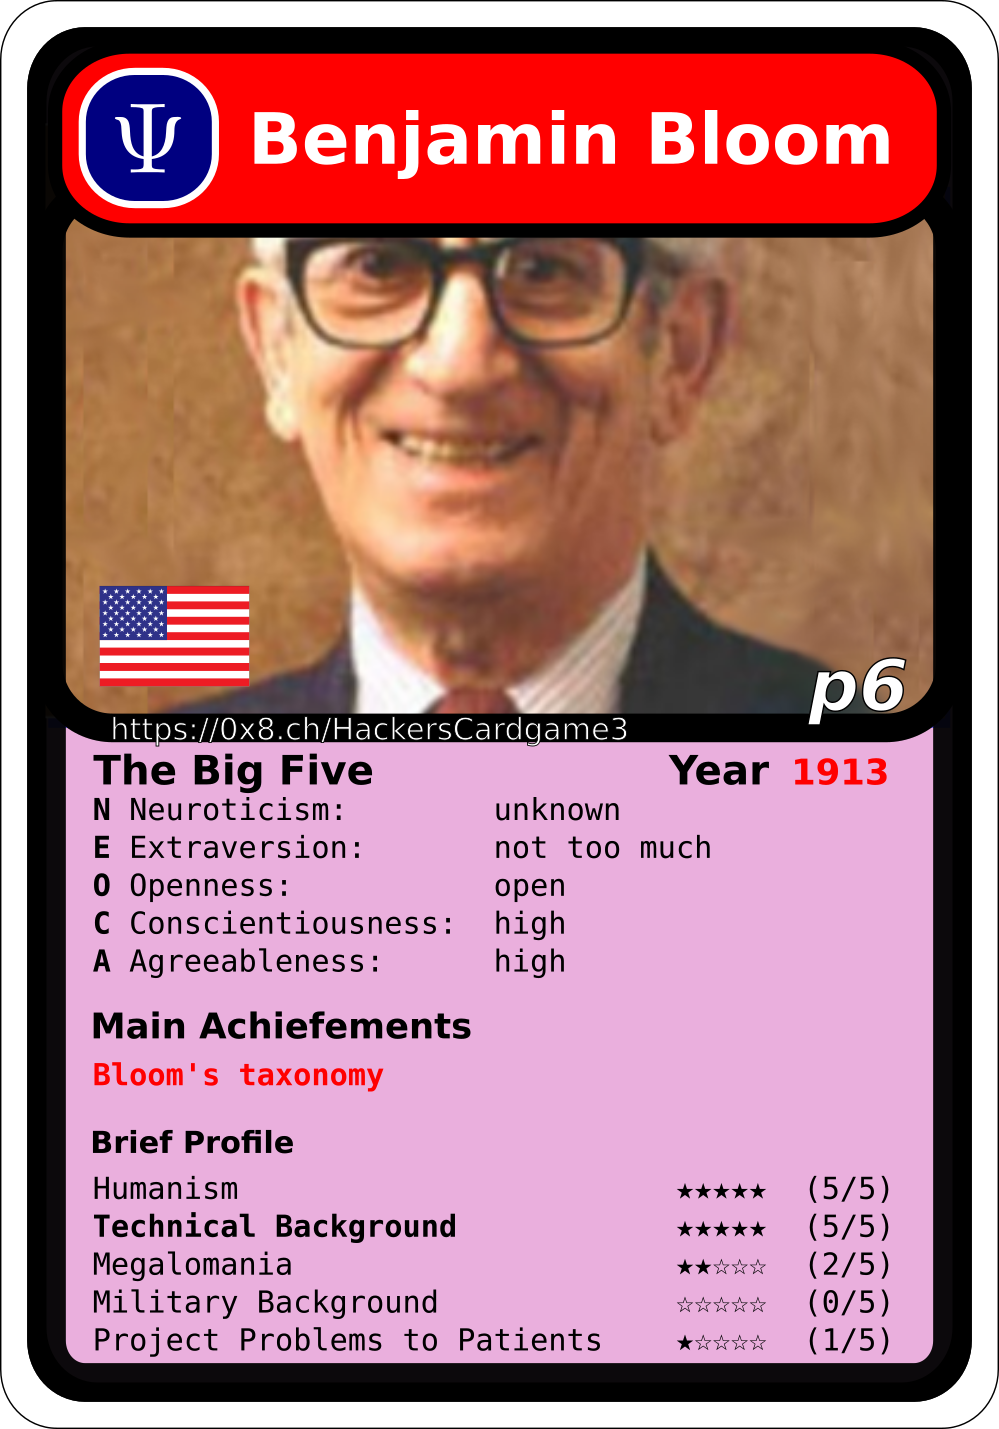 Ψ Benjamin Bloom
p6
https://0x8.ch/HackersCardgame3
The Big Five Year 1913
N Neuroticism: unknown
E Extraversion: not too much
O Openness: open
C Conscientiousness: high
A Agreeableness: high
Main Achiefements
Bloom's taxonomy
Brief Profile
Humanism ★★★★★ (5/5)
Technical Background ★★★★★ (5/5)
Megalomania ★★☆☆☆ (2/5)
Military Background ☆☆☆☆☆ (0/5)
Project Problems to Patients ★☆☆☆☆ (1/5)